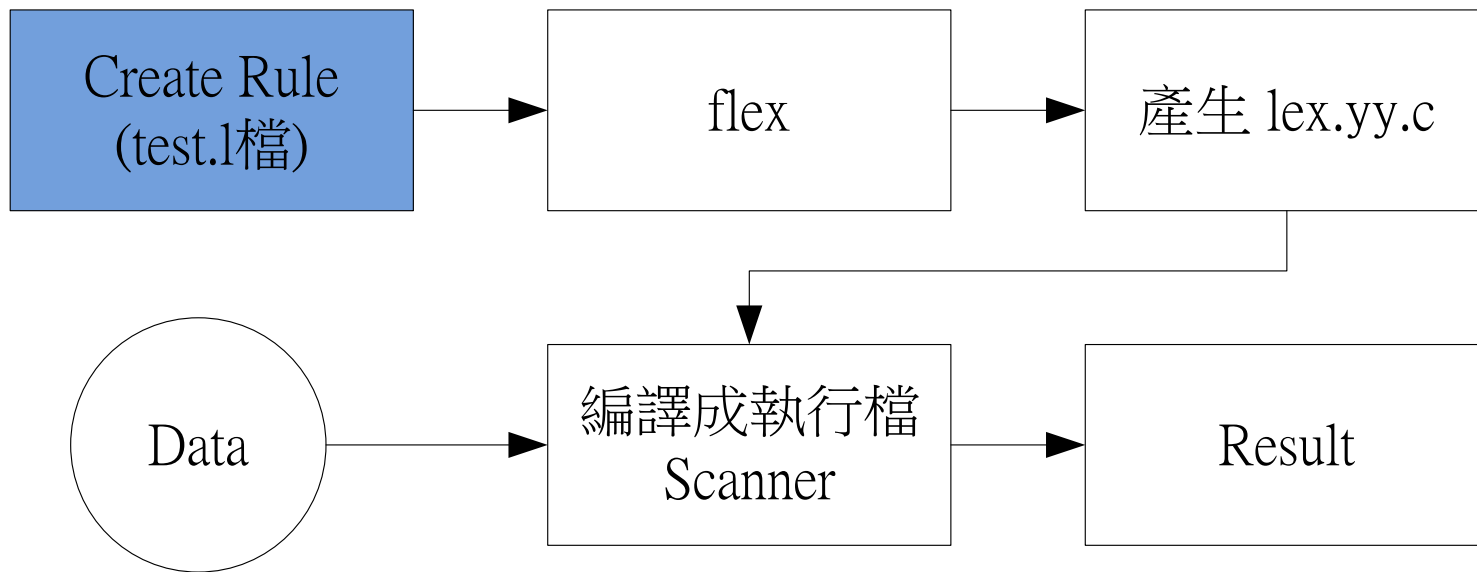 Create Rule
(test.l檔)
flex
產生 lex.yy.c
Data
編譯成執行檔
Scanner
Result